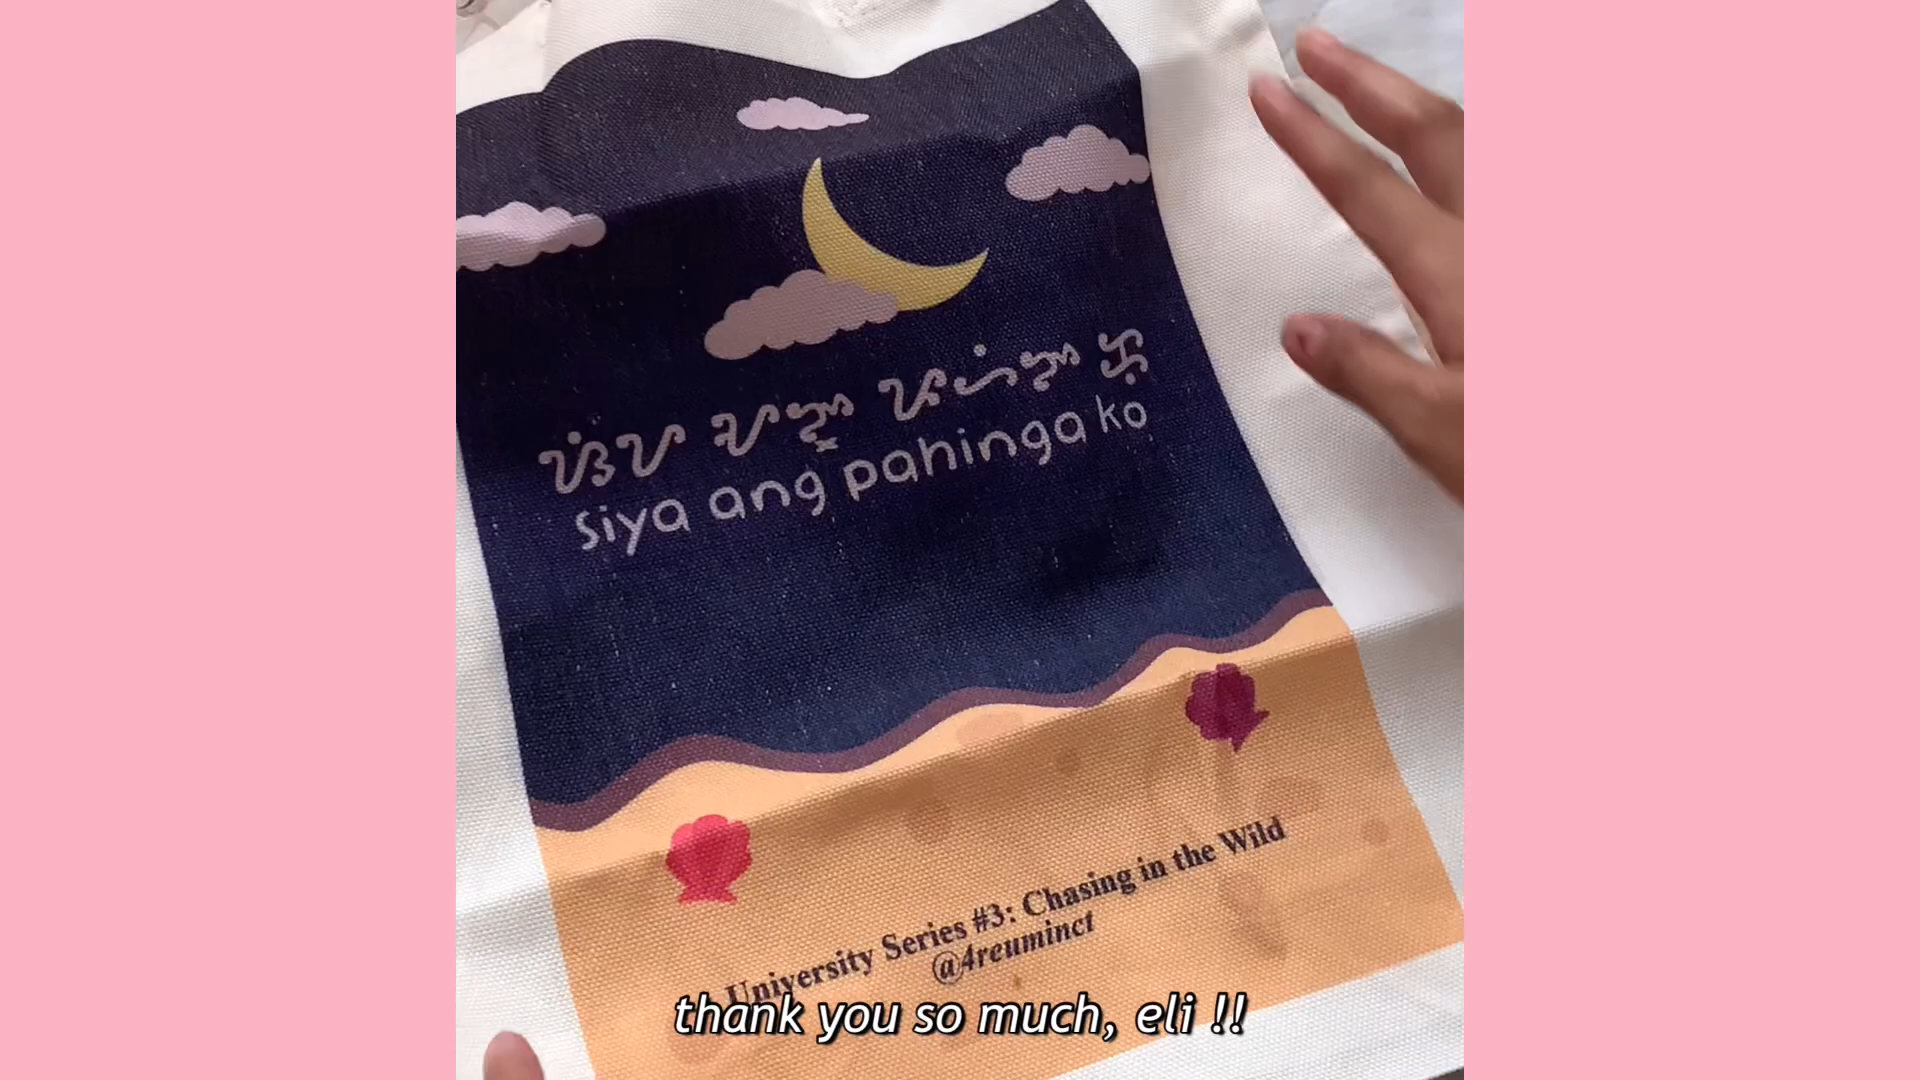 ᜐᜒᜌ ᜀᜅ᜔ ᜉᜑᜒᜅ ᜃᜓ
siya ang pahinga ko
University Series #3: Chasing in the Wild
@4reuminct
thank you so much, eli !!